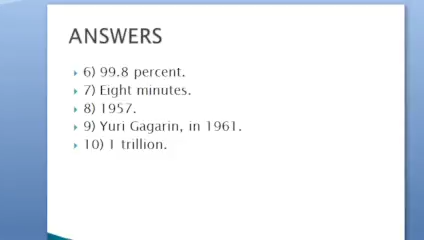 ANSWERS
6) 99.8 percent.
7) Eight minutes.
8) 1957.
9) Yuri Gagarin, in 1961.
10) 1 trillion.